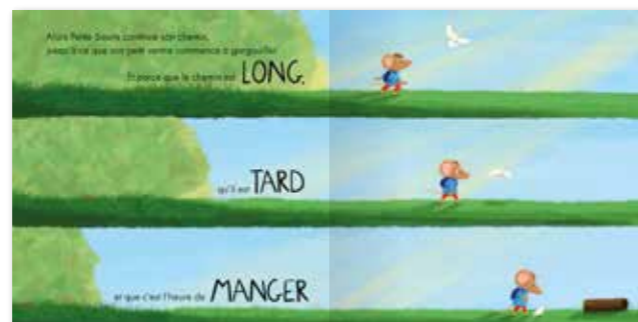 Alors Petite Souris continue son chemin,
jusqu'à ce que son petit ventre commence à gargouiller.
Et parce que le chemin est LONG,
qu'il est TARD
et que c'est l'heure de MANGER